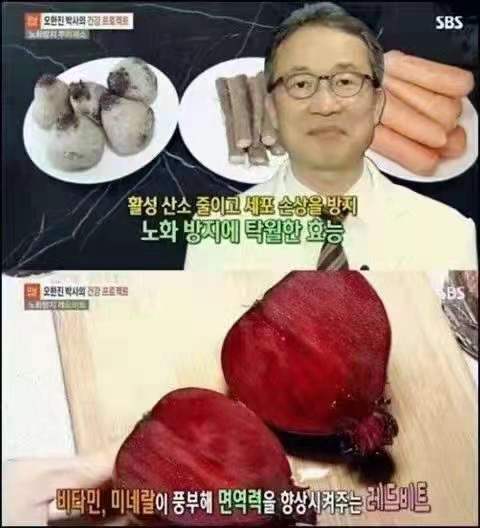 오한진 박사의 건강 프로젝트
노화방지 뿌리채소
SBS
활성 산소 줄이고 세포 손상을 방지
노화 방지에 탁월한 효능
오한진 박사의 건강 프로젝트
노화방지 레드비트
SBS
비타민, 미네랄이 풍부해 면역력을 향상시켜주는 레드비트